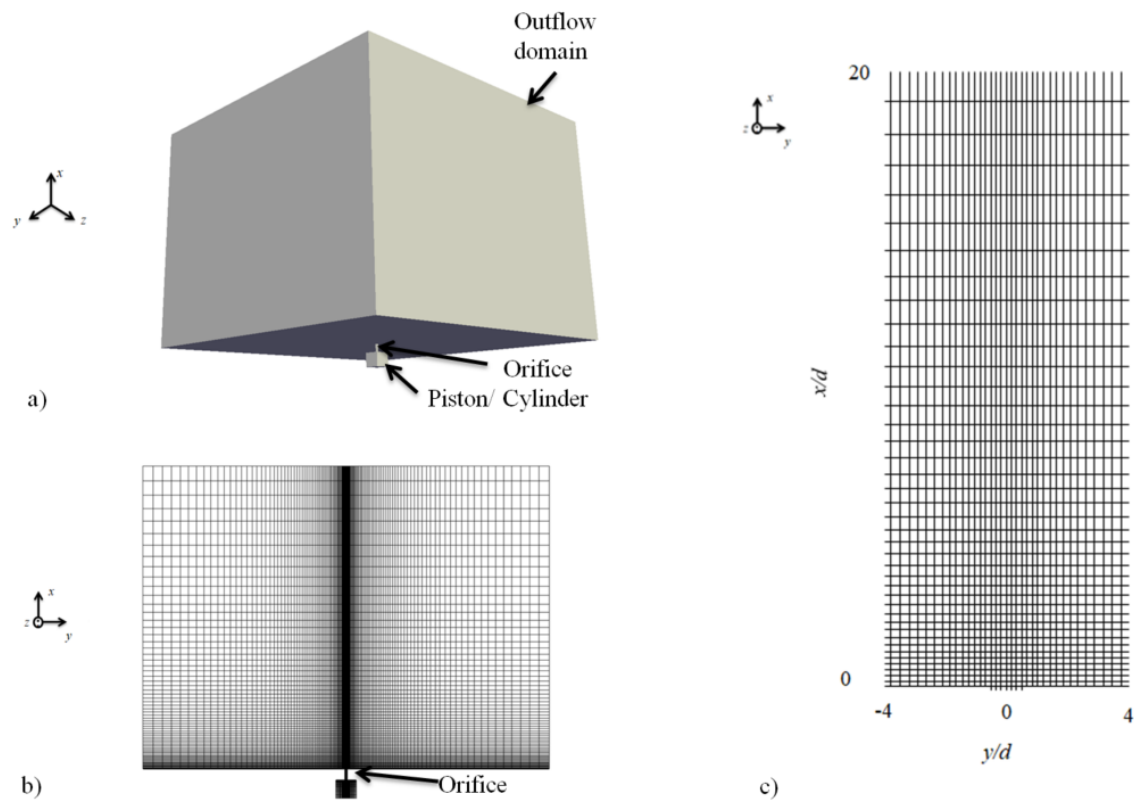 Outflow
domain
x
y
z
Orifice
Piston/ Cylinder
a)
x
z
y
Orifice
b)
20
x
z
y
x/d
0
-4
0
4
y/d
c)